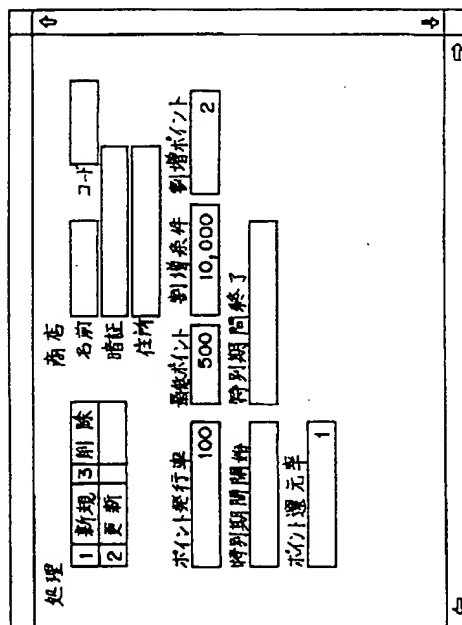 処理
1 新規 3 削除
2 更新
商店
名前
コード
暗証
住所
ポイント発行率
100
最終ポイント
500
割増条件
10,000
割増ポイント
2
特別期間開始
特別期間終了
ポイント還元率
1